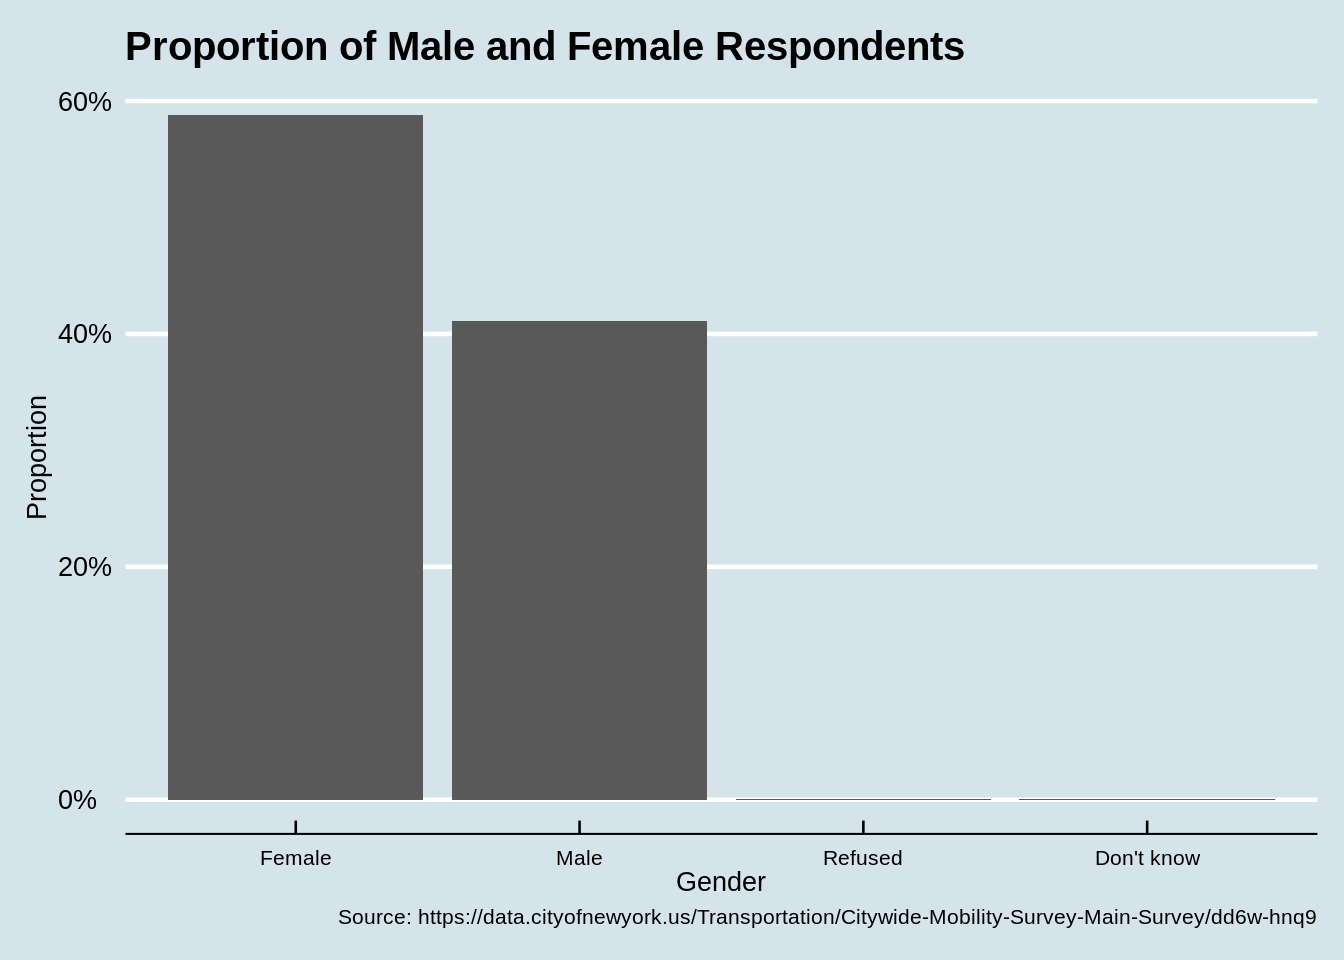 Proportion of Male and Female Respondents
60%
40%
20%
0%
Proportion
Female Male Refused Don't know
Gender
Source: https://data.cityofnewyork.us/Transportation/Citywide-Mobility-Survey-Main-Survey/dd6w-hnq9